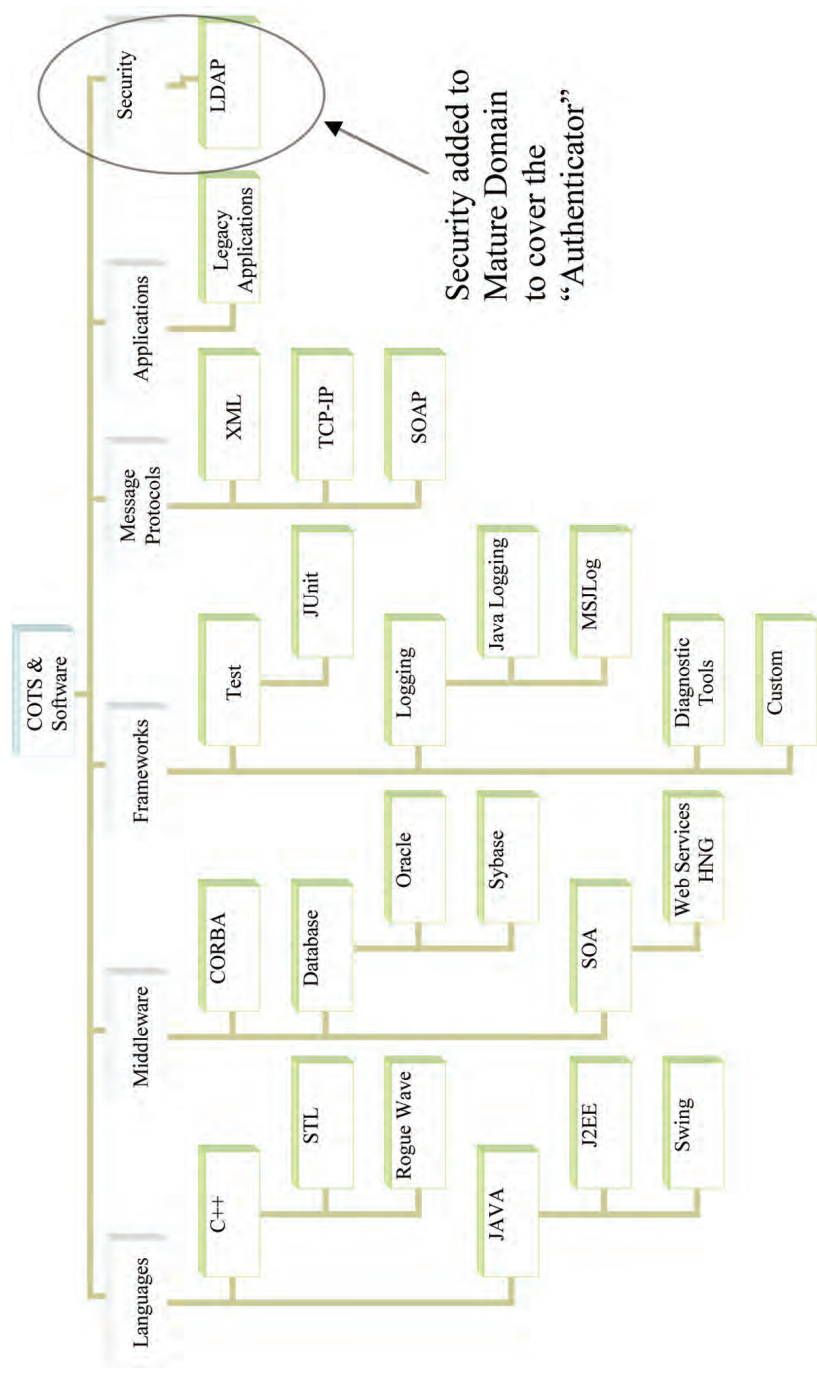 COTS &
Software
Languages
C++
STL
Rogue Wave
JAVA
J2EE
Swing
Middleware
CORBA
Database
Oracle
Sybase
SOA
Web Services
HNG
Frameworks
Test
JUnit
Logging
Java Logging
MSJLog
Diagnostic
Tools
Custom
Message
Protocols
XML
TCP-IP
SOAP
Applications
Legacy
Applications
Security
LDAP
Security added to
Mature Domain
to cover the
“Authenticator”